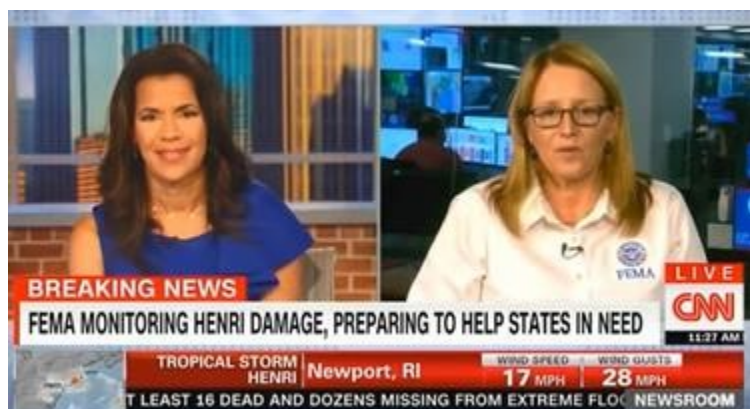 FEMA
BREAKING NEWS
LIVE
CNN
FEMA MONITORING HENRI DAMAGE, PREPARING TO HELP STATES IN NEED
11:27 AM
TROPICAL STORM
HENRI
Newport, RI
WIND SPEED
17 MPH
WIND GUSTS
28 MPH
T LEAST 16 DEAD AND DOZENS MISSING FROM EXTREME FLO
NEWSROOM